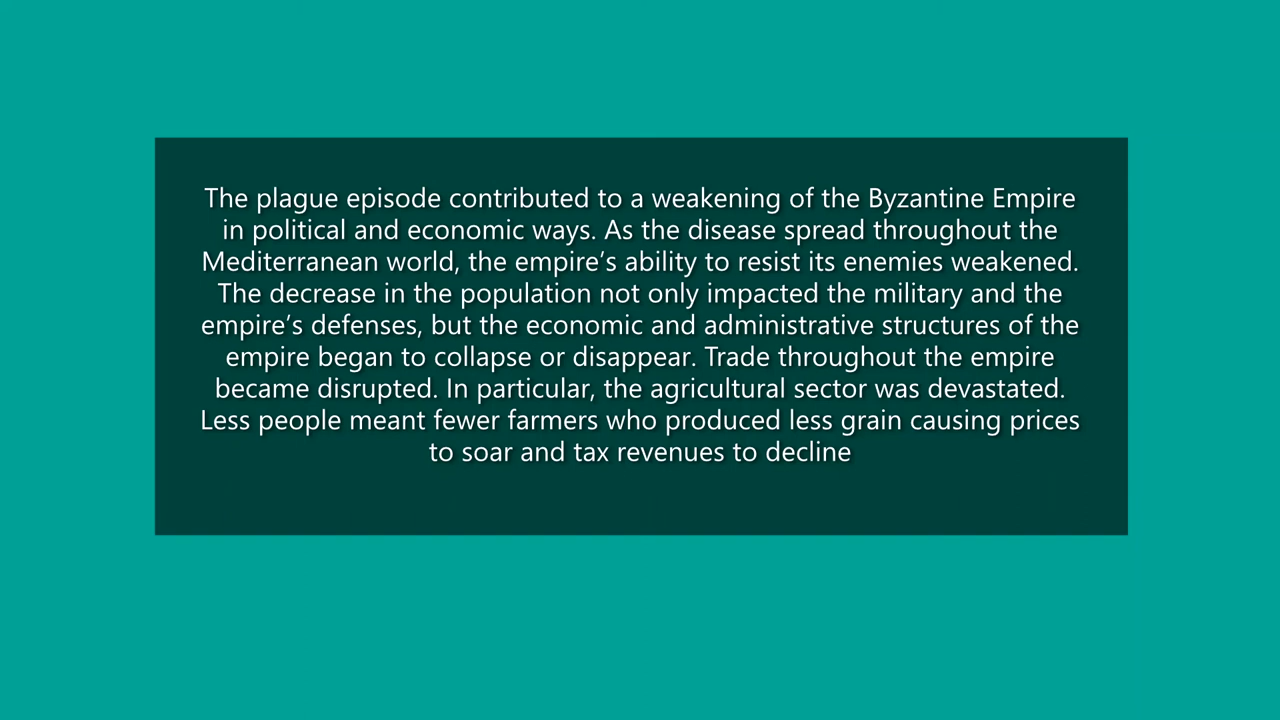 The plague episode contributed to a weakening of the Byzantine Empire
in political and economic ways. As the disease spread throughout the
Mediterranean world, the empire’s ability to resist its enemies weakened.
The decrease in the population not only impacted the military and the
empire’s defenses, but the economic and administrative structures of the
empire began to collapse or disappear. Trade throughout the empire
became disrupted. In particular, the agricultural sector was devastated.
Less people meant fewer farmers who produced less grain causing prices
to soar and tax revenues to decline